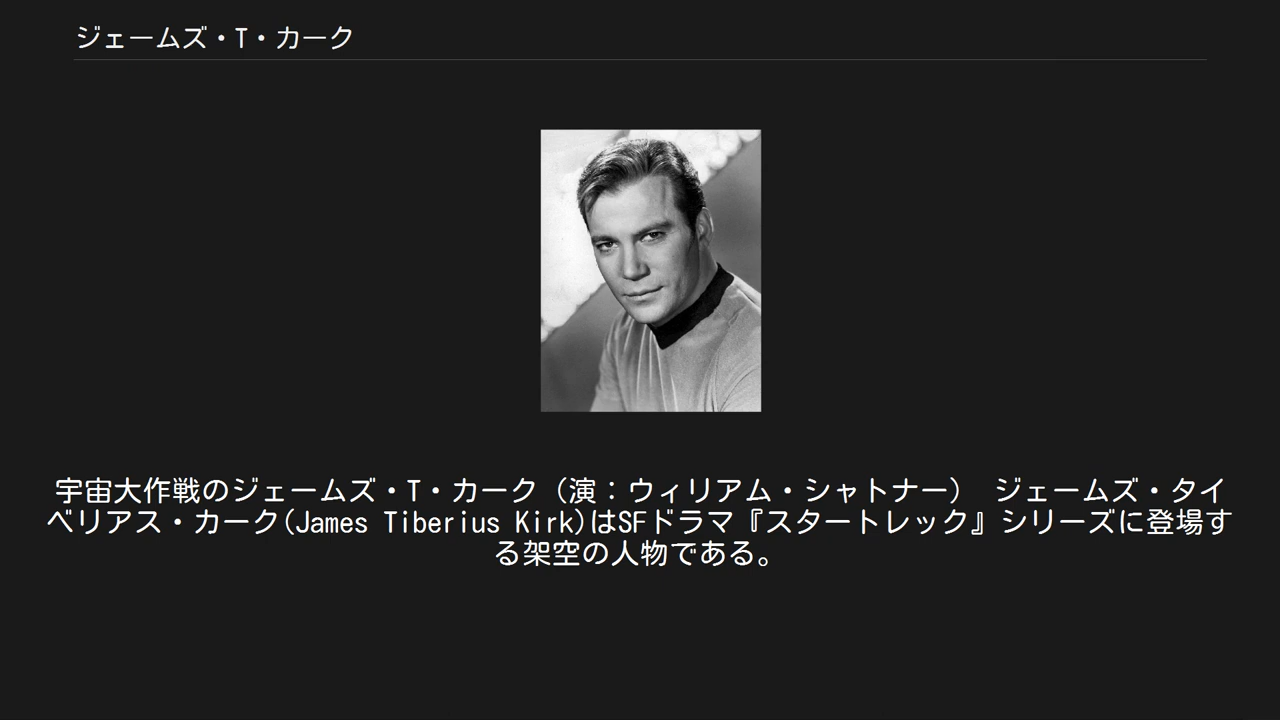 ジェームズ・T・カーク
宇宙大作戦のジェームズ・T・カーク（演：ウィリアム・シャトナー）　ジェームズ・タイ
ベリアス・カーク(James Tiberius Kirk)はSFドラマ『スタートレック』シリーズに登場す
る架空の人物である。